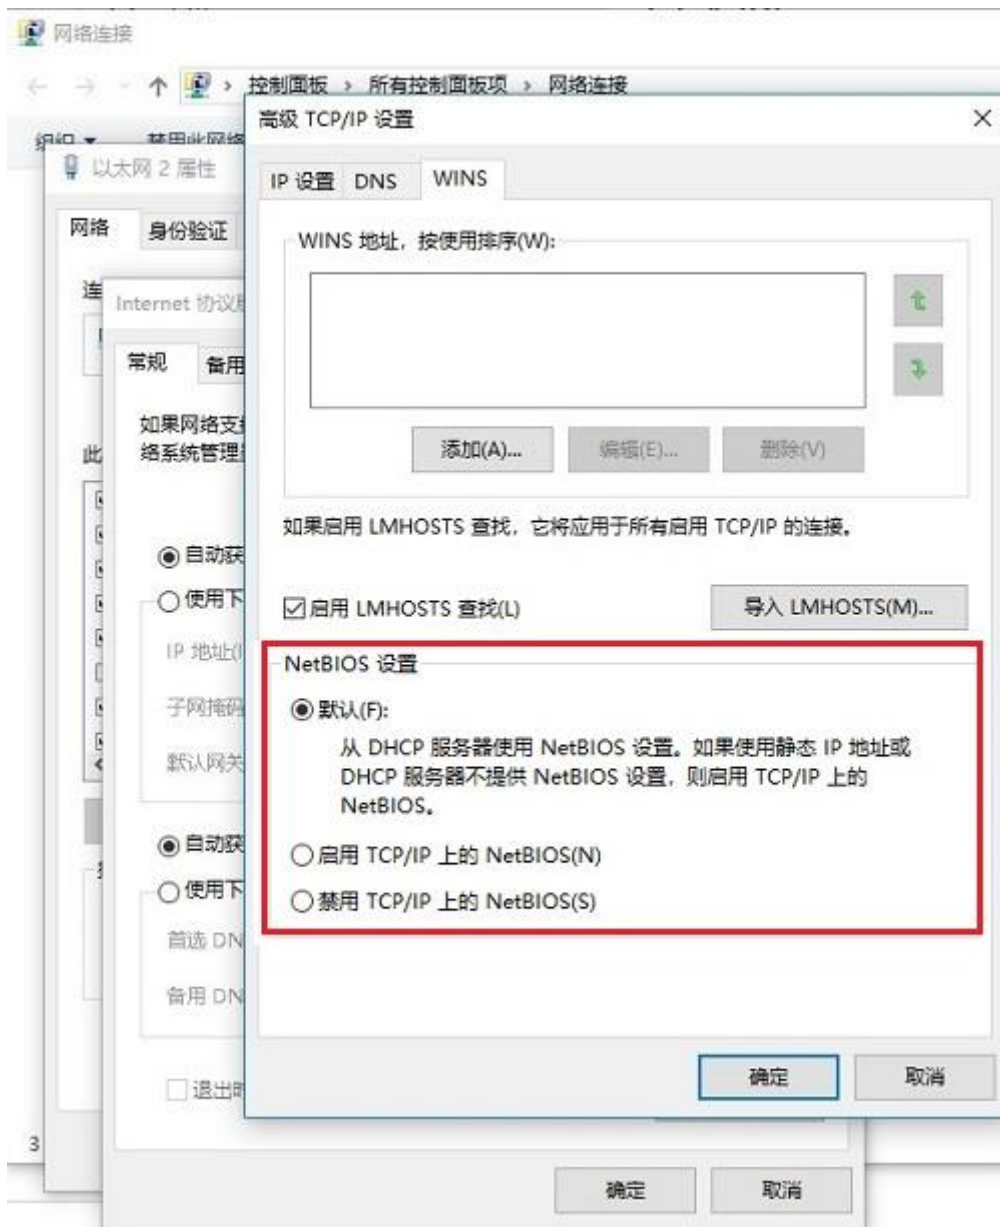 网络连接
控制面板 › 所有控制面板项 › 网络连接
组织 禁用此网络
以太网 2 属性
网络 身份验证
连
此
3
Internet 协议
常规 备用
如果网络支
络系统管理
自动获
使用下
IP 地址(I
子网掩码
默认网关
自动获
使用下
首选 DN
备用 DN
退出时
确定 取消
高级 TCP/IP 设置
IP 设置 DNS WINS
WINS 地址，按使用排序(W):
添加(A)... 编辑(E)... 删除(V)
如果启用 LMHOSTS 查找，它将应用于所有启用 TCP/IP 的连接。
启用 LMHOSTS 查找(L) 导入 LMHOSTS(M)...
NetBIOS 设置
默认(F):
从 DHCP 服务器使用 NetBIOS 设置。如果使用静态 IP 地址或
DHCP 服务器不提供 NetBIOS 设置，则启用 TCP/IP 上的
NetBIOS。
启用 TCP/IP 上的 NetBIOS(N)
禁用 TCP/IP 上的 NetBIOS(S)
确定 取消